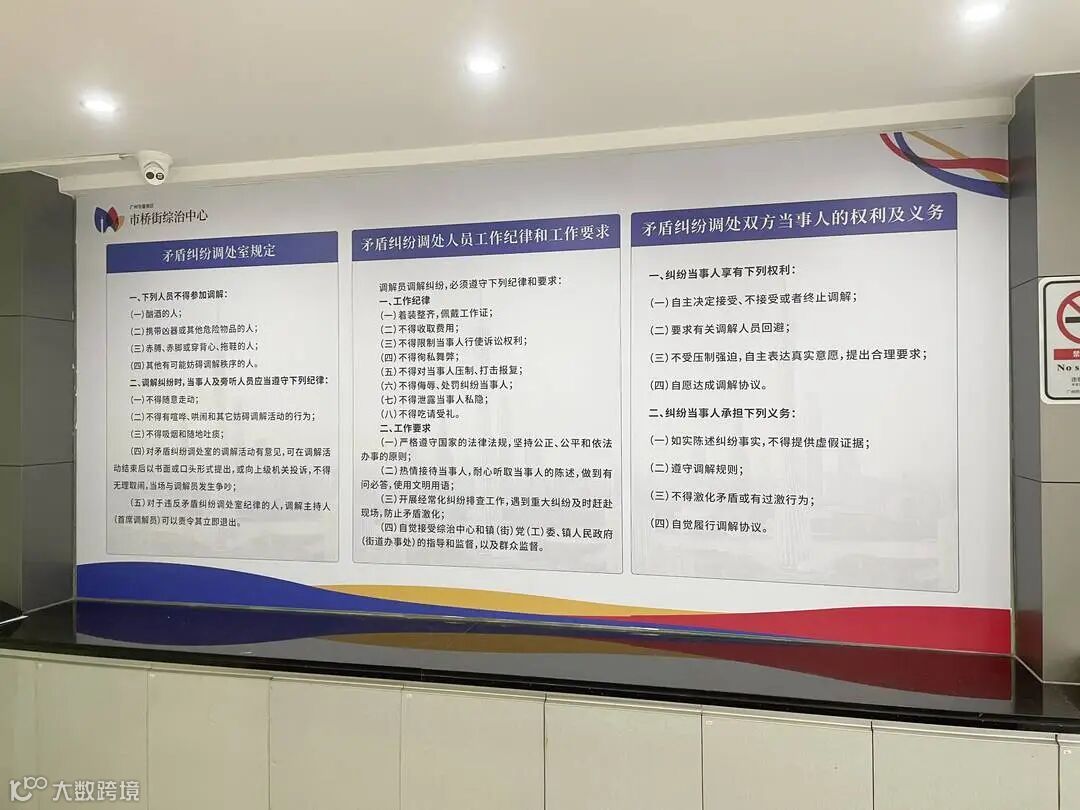 市桥街综治中心
矛盾纠纷调处室规定
一、下列人员不得参加调解：
(一)酗酒的人；
(二)携带凶器或其他危险物品的人；
(三)赤膊、赤脚或穿背心、拖鞋的人；
(四)其他有可能妨碍调解秩序的人。
二、调解纠纷时，当事人及旁听人员应当遵守下列纪律：
(一)不得随意走动；
(二)不得有喧哗、哄闹和其它妨碍调解活动的行为；
(三)不得吸烟和随地吐痰；
(四)对矛盾纠纷调处室的调解活动有意见，可在调解活
动结束后以书面或口头形式提出，或向上级机关投诉，不得
无理取闹，当场与调解员发生争吵；
(五)对于违反矛盾纠纷调处室纪律的人，调解主持人
(首席调解员)可以责令其立即退出。
矛盾纠纷调处人员工作纪律和工作要求
调解员调解纠纷，必须遵守下列纪律和要求：
一、工作纪律
(一)着装整齐，佩戴工作证；
(二)不得收取费用；
(三)不得限制当事人行使诉讼权利；
(四)不得徇私舞弊；
(五)不得对当事人压制、打击报复；
(六)不得侮辱、处罚纠纷当事人；
(七)不得泄露当事人私隐；
(八)不得吃请受礼。
二、工作要求
(一)严格遵守国家的法律法规，坚持公正、公平和依法
办事的原则；
(二)热情接待当事人，耐心听取当事人的陈述，做到有
问必答，使用文明用语；
(三)开展经常化纠纷排查工作，遇到重大纠纷及时赶赴
现场，防止矛盾激化；
(四)自觉接受综治中心和镇(街)党(工)委、镇人民政府
(街道办事处)的指导和监督，以及群众监督。
矛盾纠纷调处双方当事人的权利及义务
一、纠纷当事人享有下列权利：
(一)自主决定接受、不接受或者终止调解；
(二)要求有关调解人员回避；
(三)不受压制强迫，自主表达真实意愿，提出合理要求；
(四)自愿达成调解协议。
二、纠纷当事人承担下列义务：
(一)如实陈述纠纷事实，不得提供虚假证据；
(二)遵守调解规则；
(三)不得激化矛盾或有过激行为；
(四)自觉履行调解协议。
禁
No s
大数跨境